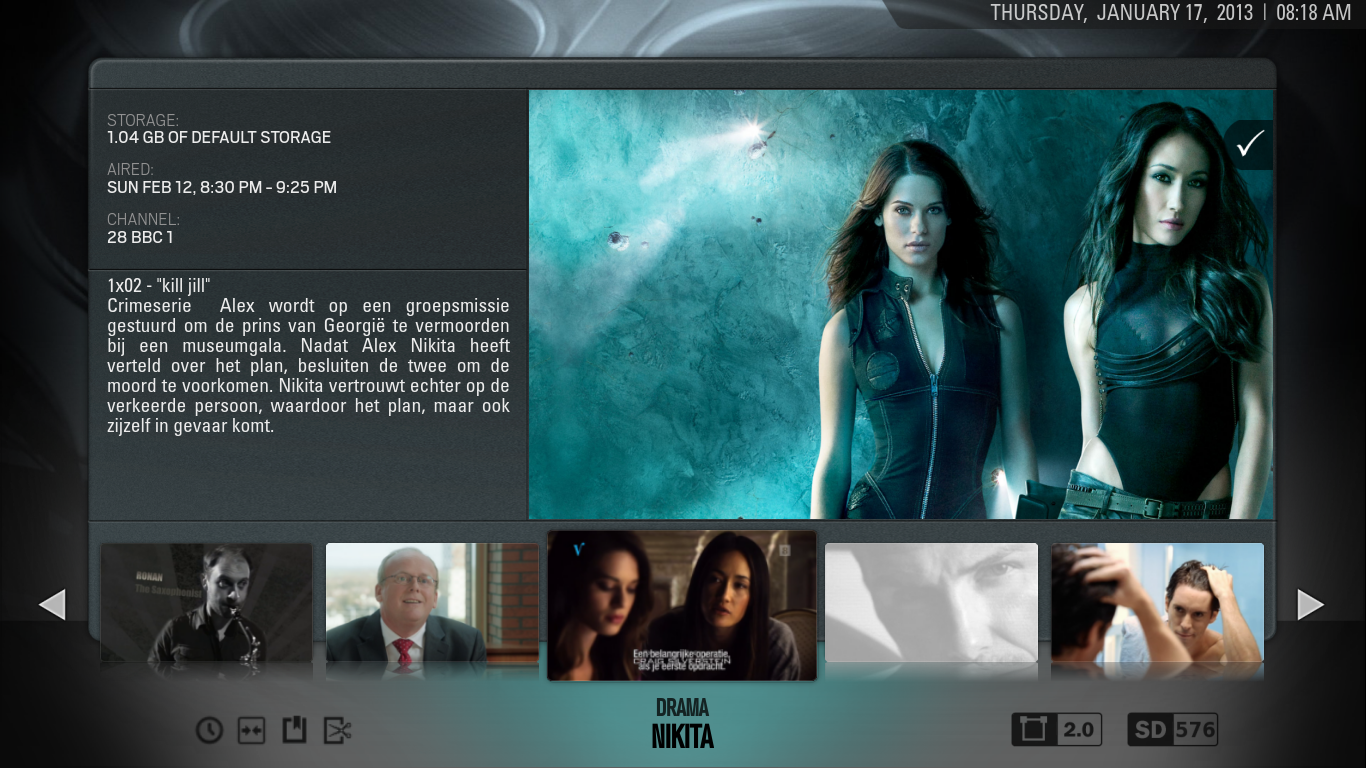 THURSDAY, JANUARY 17, 2013 | 08:18 AM
STORAGE:
1.04 GB OF DEFAULT STORAGE
AIRED:
SUN FEB 12, 8:30 PM - 9:25 PM
CHANNEL:
28 BBC 1
1x02 - "kill jill"
Crimeserie Alex wordt op een groepsmissie
gestuurd om de prins van Georgië te vermoorden
bij een museumgala. Nadat Alex Nikita heeft
verteld over het plan, besluiten de twee om de
moord te voorkomen. Nikita vertrouwt echter op de
verkeerde persoon, waardoor het plan, maar ook
zijzelf in gevaar komt.
RONAN
The Saxophonist
V
Een belangrijke operatie,
CRAIG SILVERSTEIN
als je eerste opdracht.
DRAMA
NIKITA
2.0
SD 576